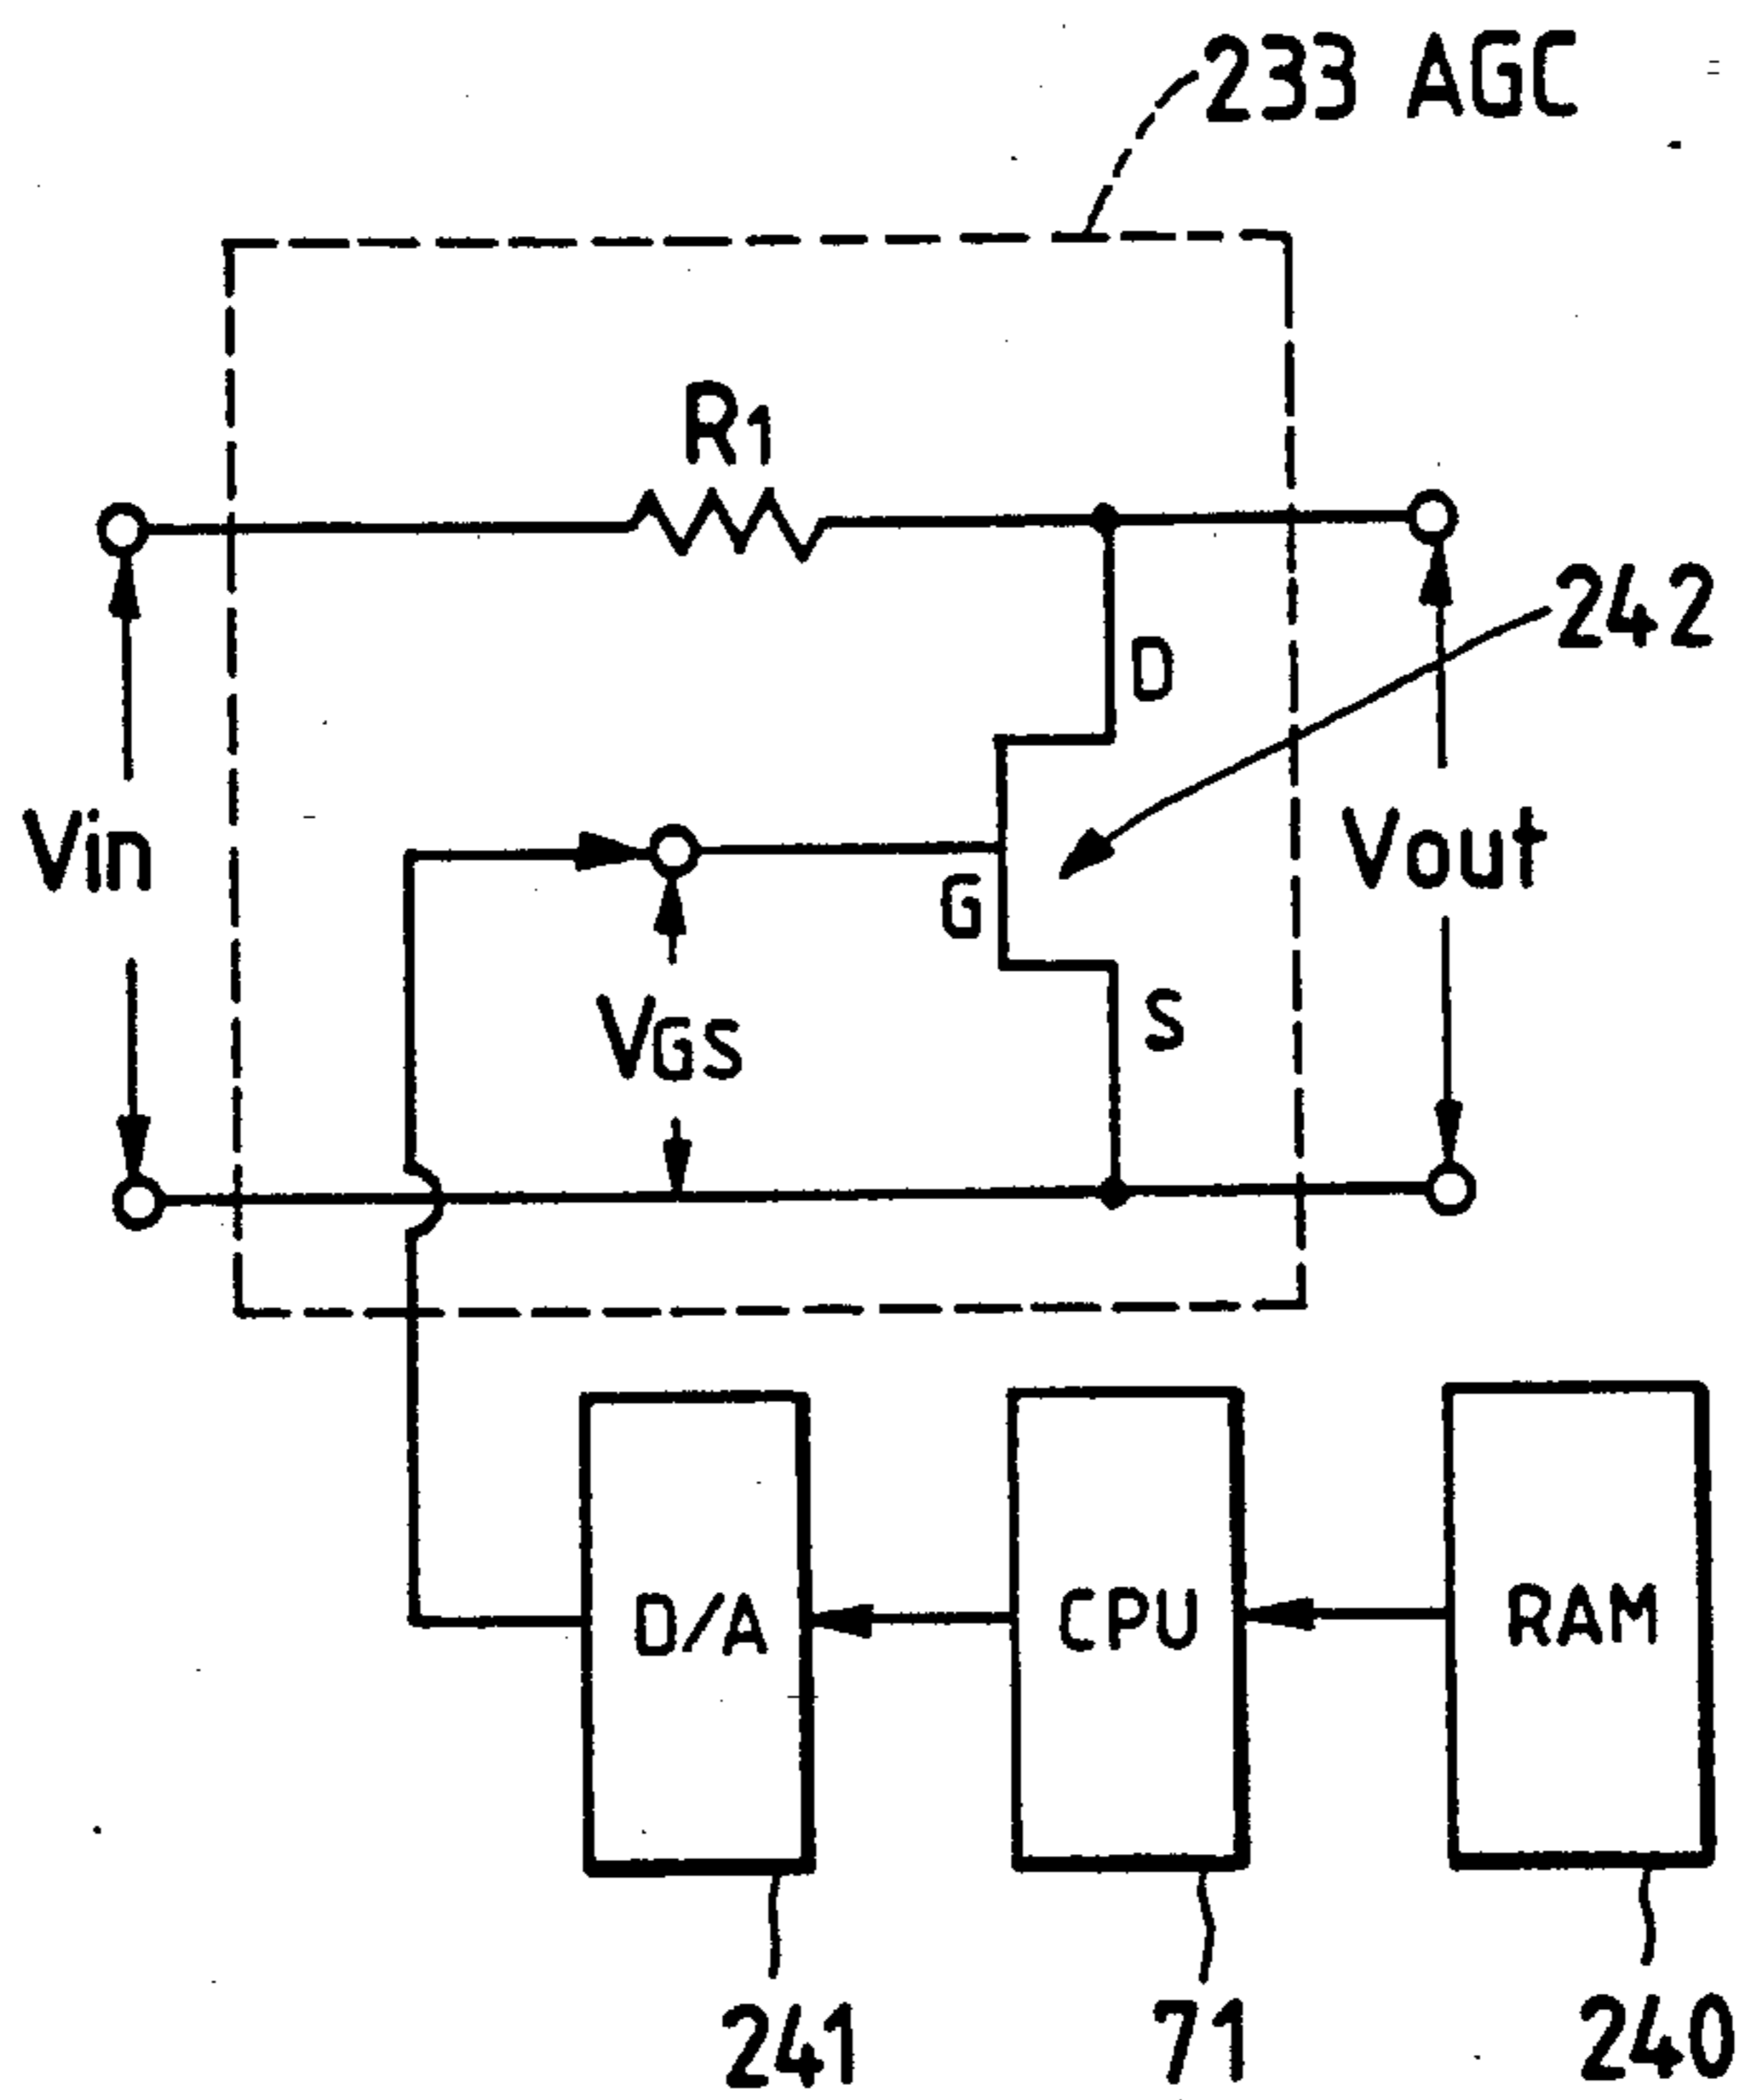 233 AGC
R1
242
D
Vin
Vout
G
VGS
S
D/A
CPU
RAM
241
71
240